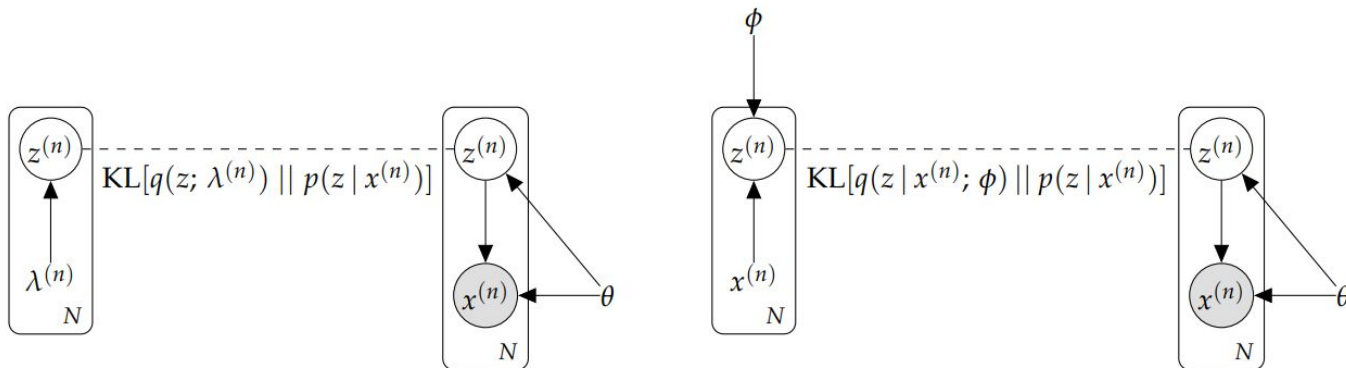 ϕ
z⁽ⁿ⁾ z⁽ⁿ⁾ z⁽ⁿ⁾ z⁽ⁿ⁾
KL[q(z; λ⁽ⁿ⁾) || p(z | x⁽ⁿ⁾)] KL[q(z | x⁽ⁿ⁾; ϕ) || p(z | x⁽ⁿ⁾)]
λ⁽ⁿ⁾ x⁽ⁿ⁾ θ x⁽ⁿ⁾ x⁽ⁿ⁾ θ
N N
N N